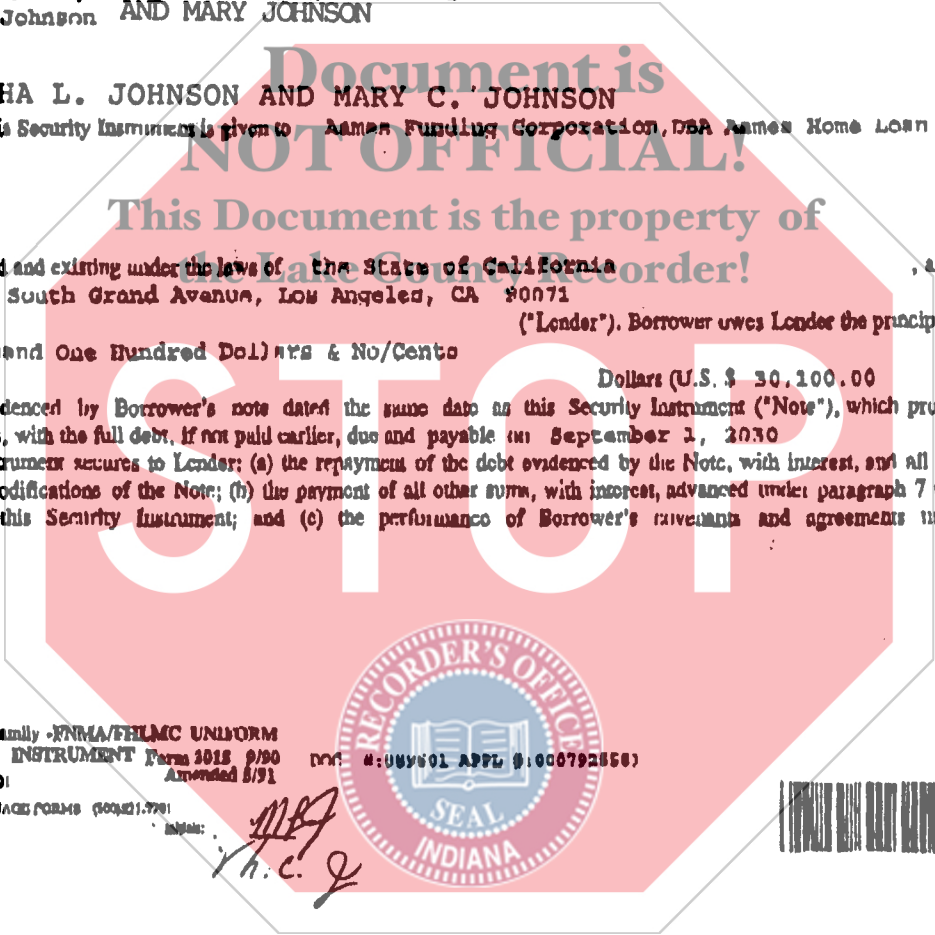 Johnson AND MARY JOHNSON
Document is
HA L. JOHNSON AND MARY C. JOHNSON
Security Instrument is given to Aames Funding Corporation, DBA Aames Home Loan
NOT OFFICIAL!
This Document is the property of
and existing under the laws of the State of California , a
the Lake County Recorder!
South Grand Avenue, Los Angeles, CA 90071
("Lender"). Borrower owes Lender the princip
and One Hundred Dollars & No/Cents
Dollars (U.S. $ 30,100.00
STOP
denced by Borrower's note dated the same date as this Security Instrument ("Note"), which pro
, with the full debt, if not paid earlier, due and payable on September 1, 2030
rument secures to Lender: (a) the repayment of the debt evidenced by the Note, with interest, and all
odifications of the Note; (b) the payment of all other sums, with interest, advanced under paragraph 7
this Security Instrument; and (c) the performance of Borrower's covenants and agreements
RECORDER'S OFFICE
SEAL
INDIANA
amily -FNMA/FHLMC UNIFORM
INSTRUMENT Form 3015 9/90
Amended 5/91
DOC APPL
FORMS
Initials:
M.C. J